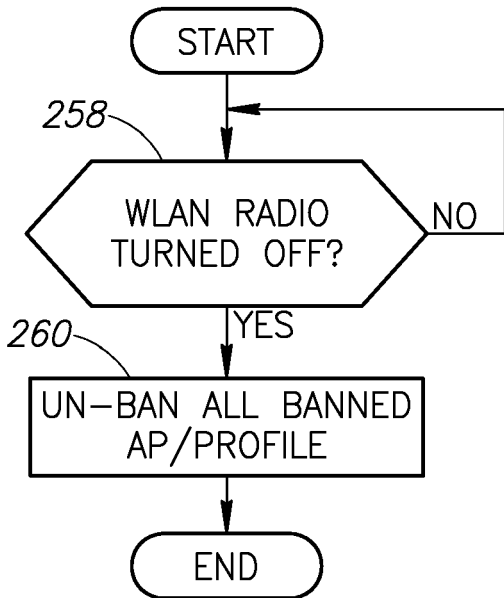 START
258
WLAN RADIO
TURNED OFF?
NO
YES
260
UN-BAN ALL BANNED
AP/PROFILE
END